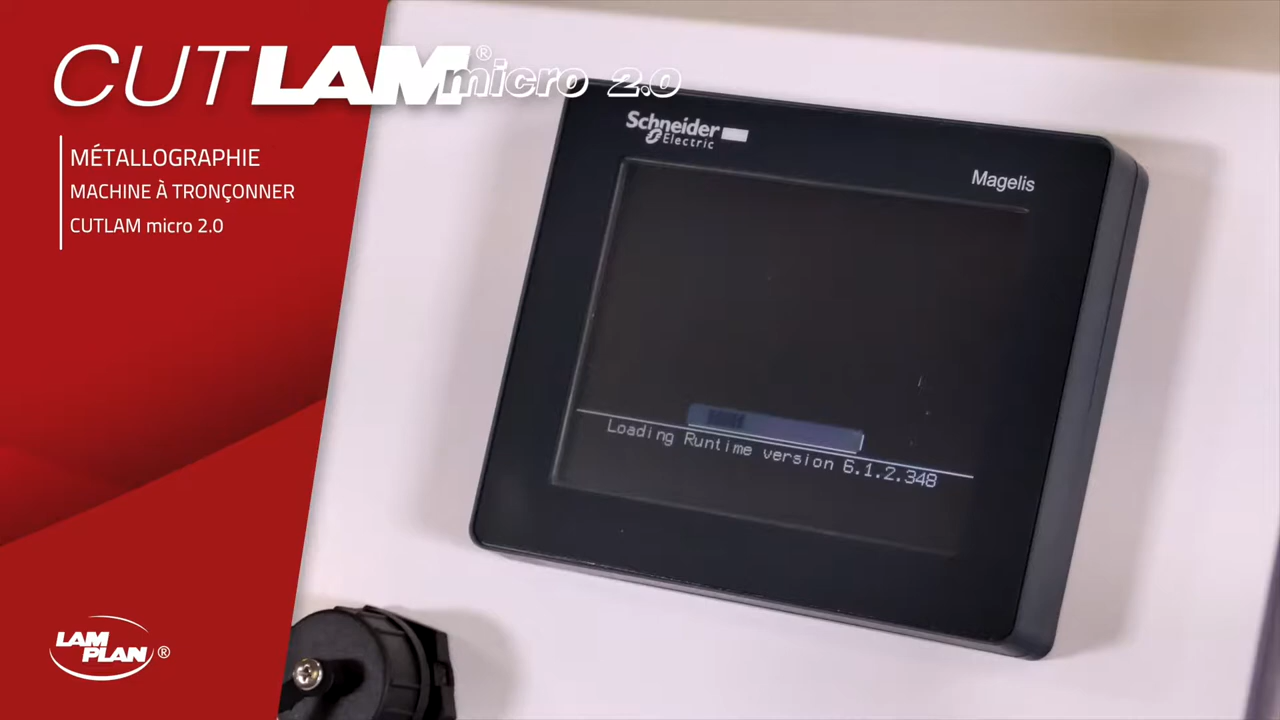 CUTLAM® micro 2.0
MÉTALLOGRAPHIE
MACHINE À TRONÇONNER
CUTLAM micro 2.0
Schneider
Electric
Magelis
Loading Runtime version 6.1.2.348
LAM
PLAN ®